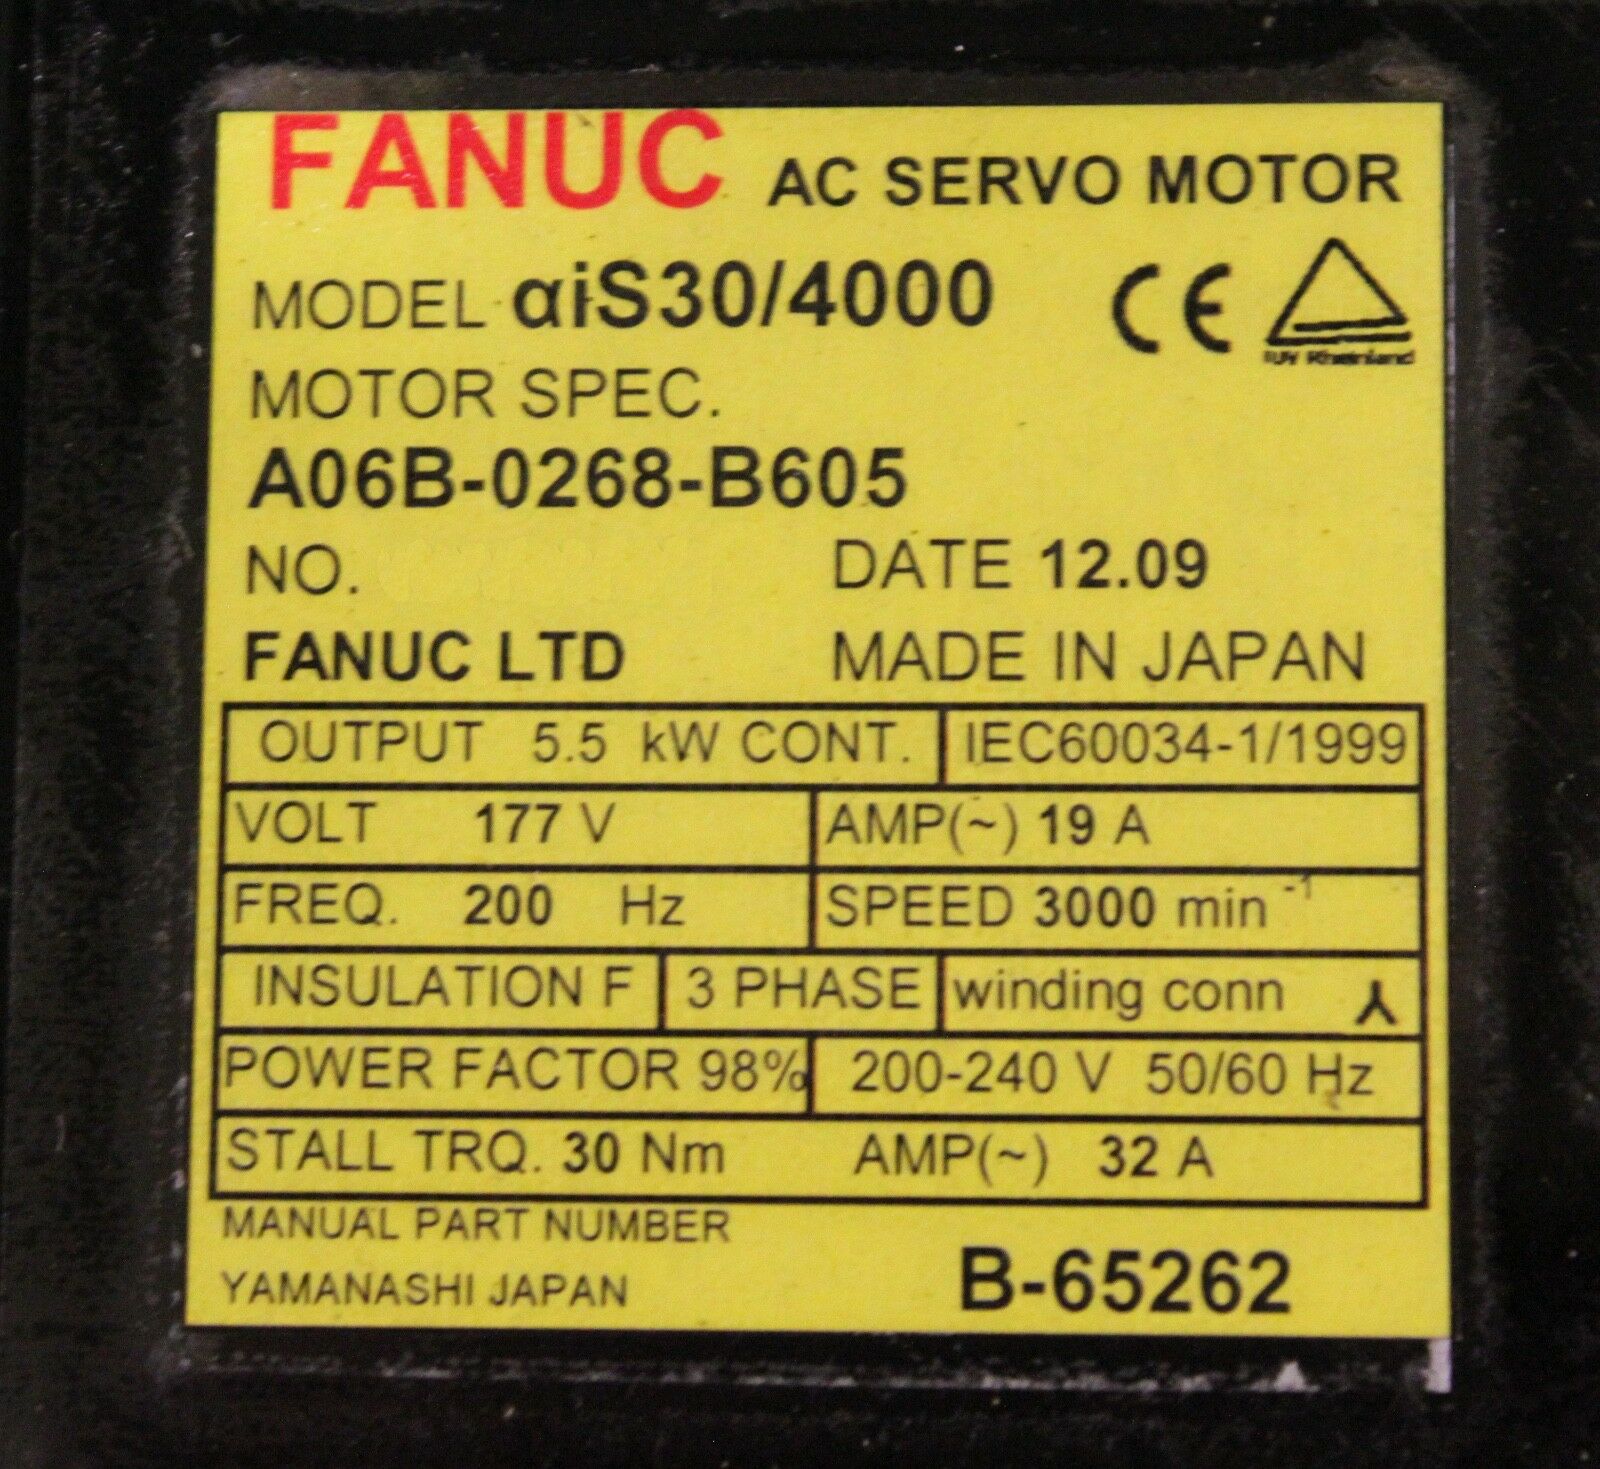 FANUC AC SERVO MOTOR
MODEL αiS30/4000
CE
TUV Rheinland
MOTOR SPEC.
A06B-0268-B605
NO. DATE 12.09
FANUC LTD MADE IN JAPAN
OUTPUT 5.5 kW CONT. IEC60034-1/1999
VOLT 177 V AMP(~) 19 A
FREQ. 200 Hz SPEED 3000 min⁻¹
INSULATION F 3 PHASE winding conn
POWER FACTOR 98% 200-240 V 50/60 Hz
STALL TRQ. 30 Nm AMP(~) 32 A
MANUAL PART NUMBER
YAMANASHI JAPAN B-65262